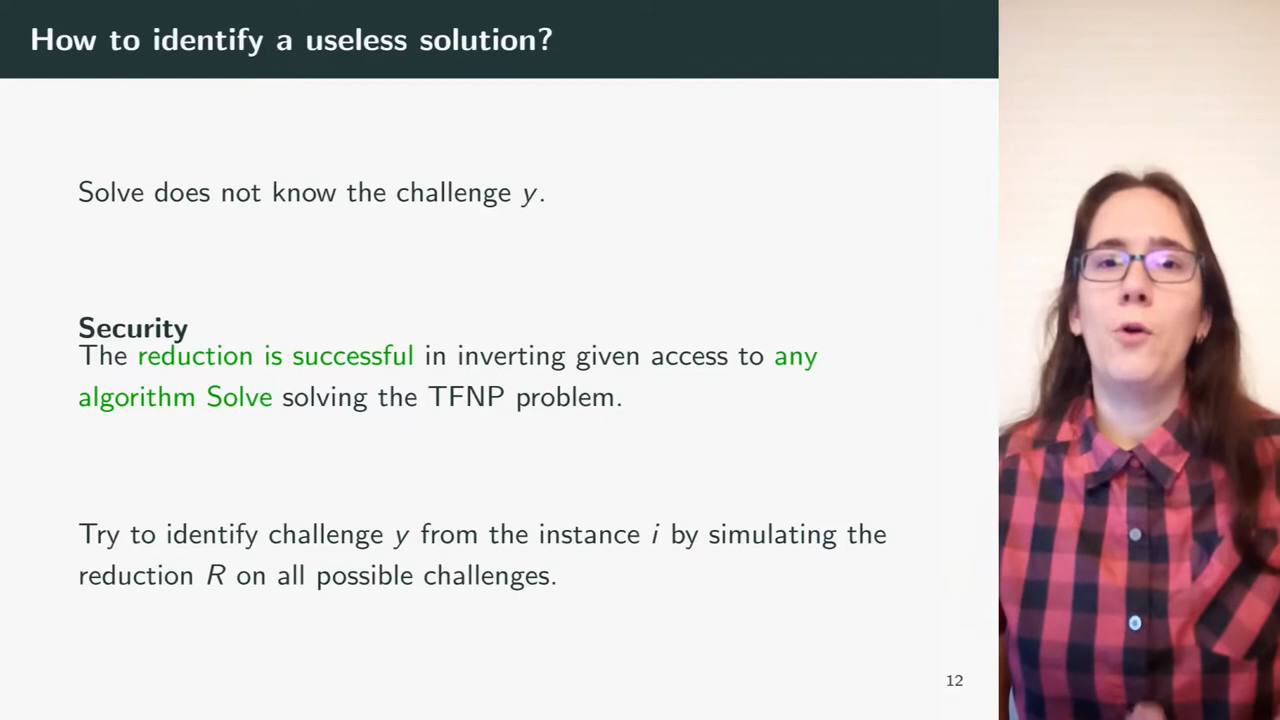 How to identify a useless solution?
Solve does not know the challenge y.
Security
The reduction is successful in inverting given access to any
algorithm Solve solving the TFNP problem.
Try to identify challenge y from the instance i by simulating the
reduction R on all possible challenges.
12